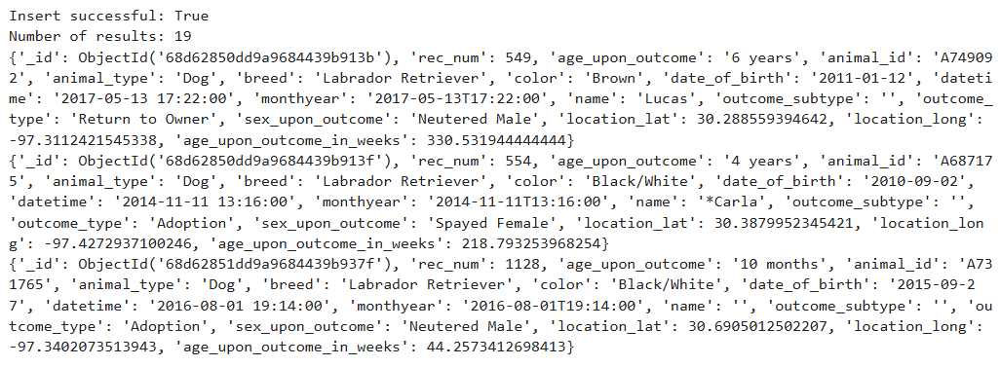 Insert successful: True
Number of results: 19
{'_id': ObjectId('68d62850dd9a9684439b913b'), 'rec_num': 549, 'age_upon_outcome': '6 years', 'animal_id': 'A74909
2', 'animal_type': 'Dog', 'breed': 'Labrador Retriever', 'color': 'Brown', 'date_of_birth': '2011-01-12', 'dateti
me': '2017-05-13 17:22:00', 'monthyear': '2017-05-13T17:22:00', 'name': 'Lucas', 'outcome_subtype': '', 'outcome_
type': 'Return to Owner', 'sex_upon_outcome': 'Neutered Male', 'location_lat': 30.288559394642, 'location_long':
-97.3112421545338, 'age_upon_outcome_in_weeks': 330.531944444444}
{'_id': ObjectId('68d62850dd9a9684439b913f'), 'rec_num': 554, 'age_upon_outcome': '4 years', 'animal_id': 'A68717
5', 'animal_type': 'Dog', 'breed': 'Labrador Retriever', 'color': 'Black/White', 'date_of_birth': '2010-09-02',
'datetime': '2014-11-11 13:16:00', 'monthyear': '2014-11-11T13:16:00', 'name': '*Carla', 'outcome_subtype': '',
'outcome_type': 'Adoption', 'sex_upon_outcome': 'Spayed Female', 'location_lat': 30.3879952345421, 'location_lon
g': -97.4272937100246, 'age_upon_outcome_in_weeks': 218.793253968254}
{'_id': ObjectId('68d62851dd9a9684439b937f'), 'rec_num': 1128, 'age_upon_outcome': '10 months', 'animal_id': 'A73
1765', 'animal_type': 'Dog', 'breed': 'Labrador Retriever', 'color': 'Black/White', 'date_of_birth': '2015-09-2
7', 'datetime': '2016-08-01 19:14:00', 'monthyear': '2016-08-01T19:14:00', 'name': '', 'outcome_subtype': '', 'ou
tcome_type': 'Adoption', 'sex_upon_outcome': 'Neutered Male', 'location_lat': 30.6905012502207, 'location_long':
-97.3402073513943, 'age_upon_outcome_in_weeks': 44.2573412698413}